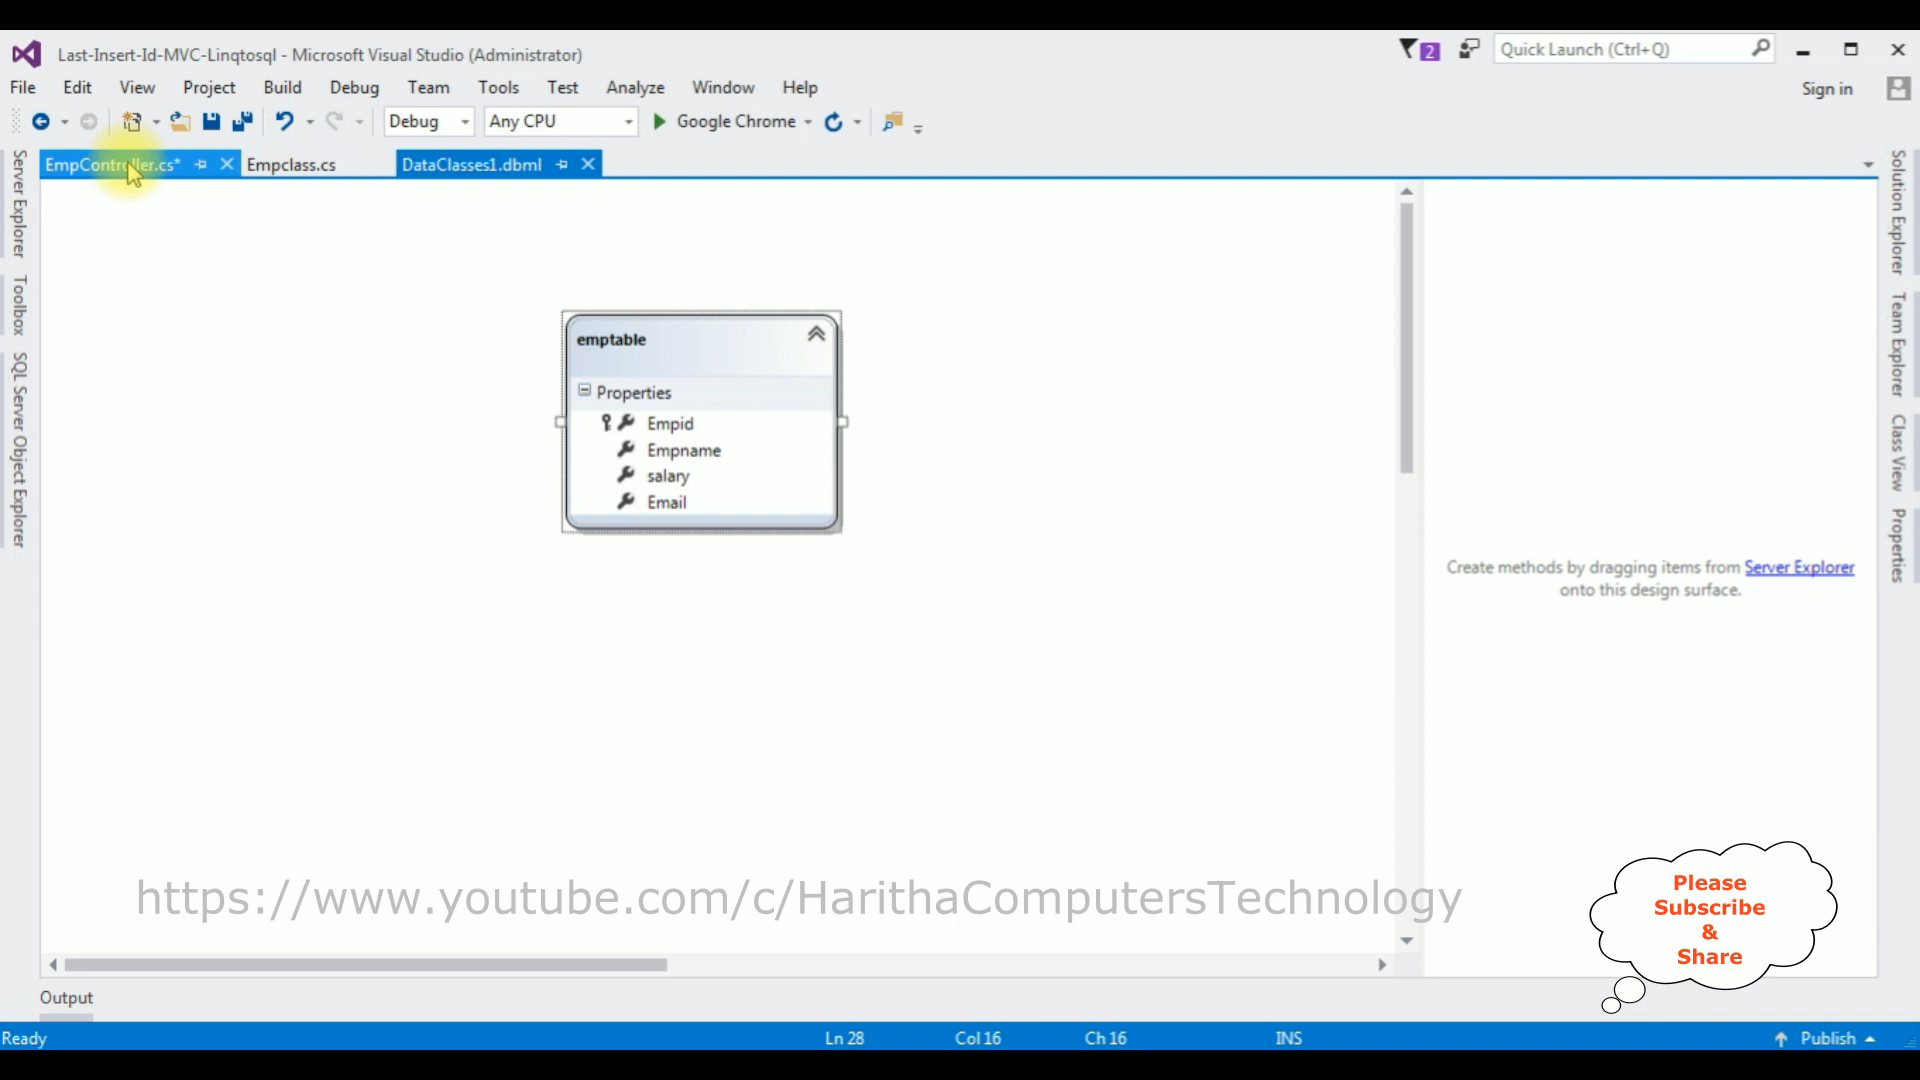 Last-Insert-Id-MVC-Linqtosql - Microsoft Visual Studio (Administrator)
2
Quick Launch (Ctrl+Q)
File Edit View Project Build Debug Team Tools Test Analyze Window Help
Sign in
Debug Any CPU Google Chrome
EmpController.cs* Empclass.cs DataClasses1.dbml
Server Explorer
Toolbox
SQL Server Object Explorer
emptable
Properties
Empid
Empname
salary
Email
Create methods by dragging items from Server Explorer
onto this design surface.
Solution Explorer
Team Explorer
Class View
Properties
https://www.youtube.com/c/HarithaComputersTechnology
Please
Subscribe
&
Share
Output
Ready Ln 28 Col 16 Ch 16 INS Publish